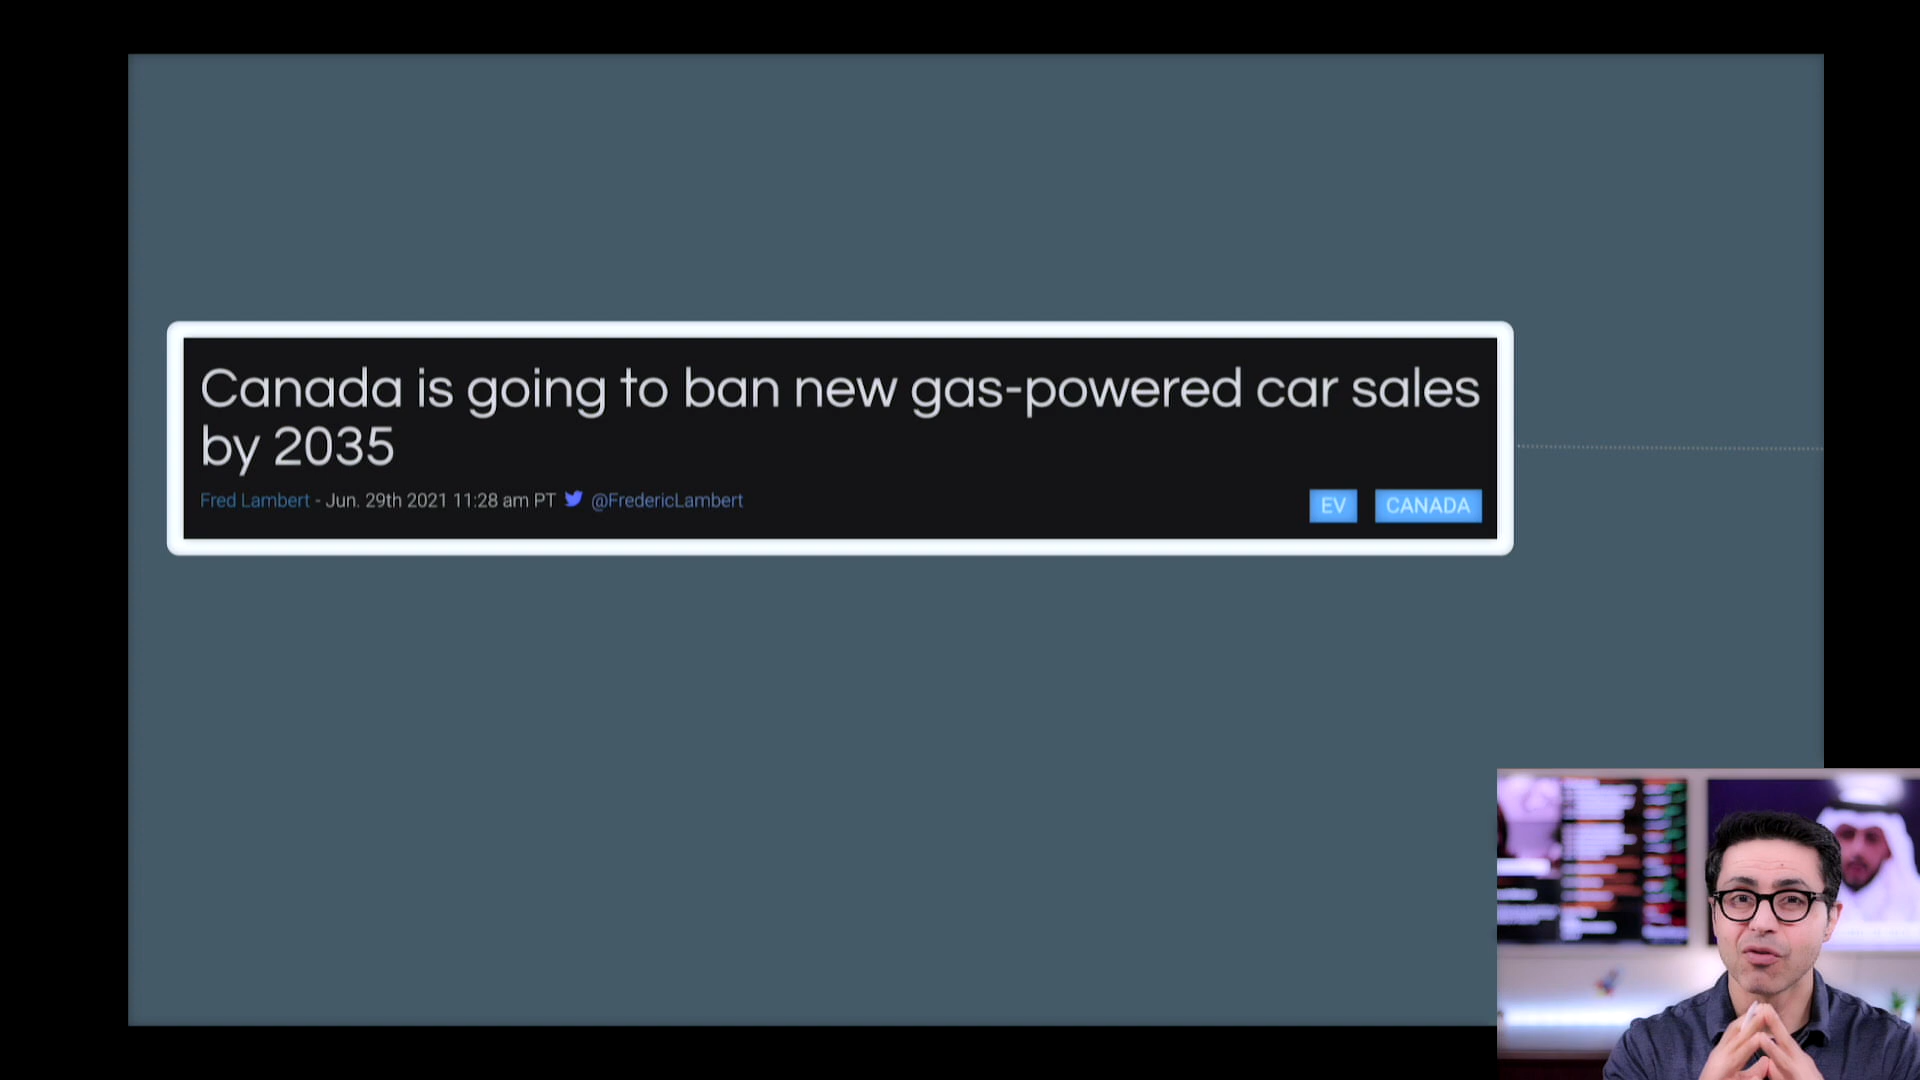 Canada is going to ban new gas-powered car sales
by 2035
Fred Lambert - Jun. 29th 2021 11:28 am PT @FredericLambert
EV CANADA